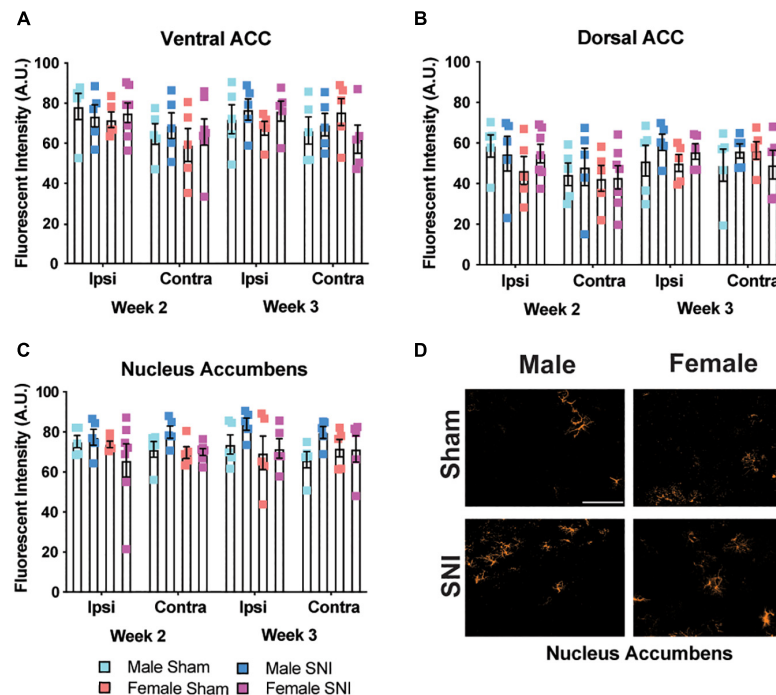 A
Ventral ACC
Fluorescent Intensity (A.U.)
100
80
60
40
20
0
Ipsi Contra Ipsi Contra
Week 2 Week 3
B
Dorsal ACC
Fluorescent Intensity (A.U.)
100
80
60
40
20
0
Ipsi Contra Ipsi Contra
Week 2 Week 3
C
Nucleus Accumbens
Fluorescent Intensity (A.U.)
100
80
60
40
20
0
Ipsi Contra Ipsi Contra
Week 2 Week 3
Male Sham Male SNI
Female Sham Female SNI
D
Male Female
Sham
SNI
Nucleus Accumbens